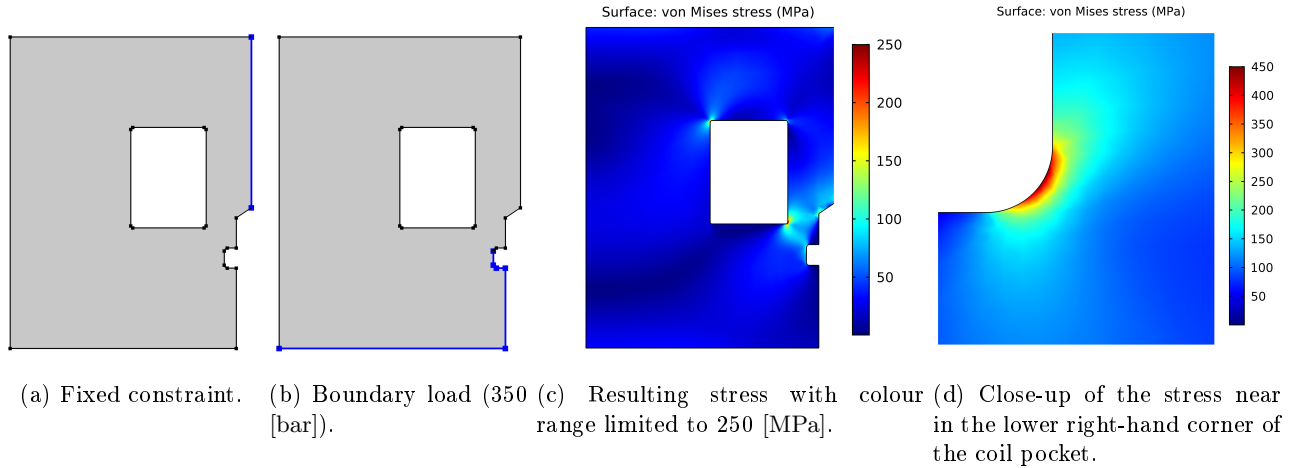 Surface: von Mises stress (MPa)
250
200
150
100
50
Surface: von Mises stress (MPa)
450
400
350
300
250
200
150
100
50
(a) Fixed constraint.
(b) Boundary load (350
[bar]).
(c) Resulting stress with colour
range limited to 250 [MPa].
(d) Close-up of the stress near
in the lower right-hand corner of
the coil pocket.